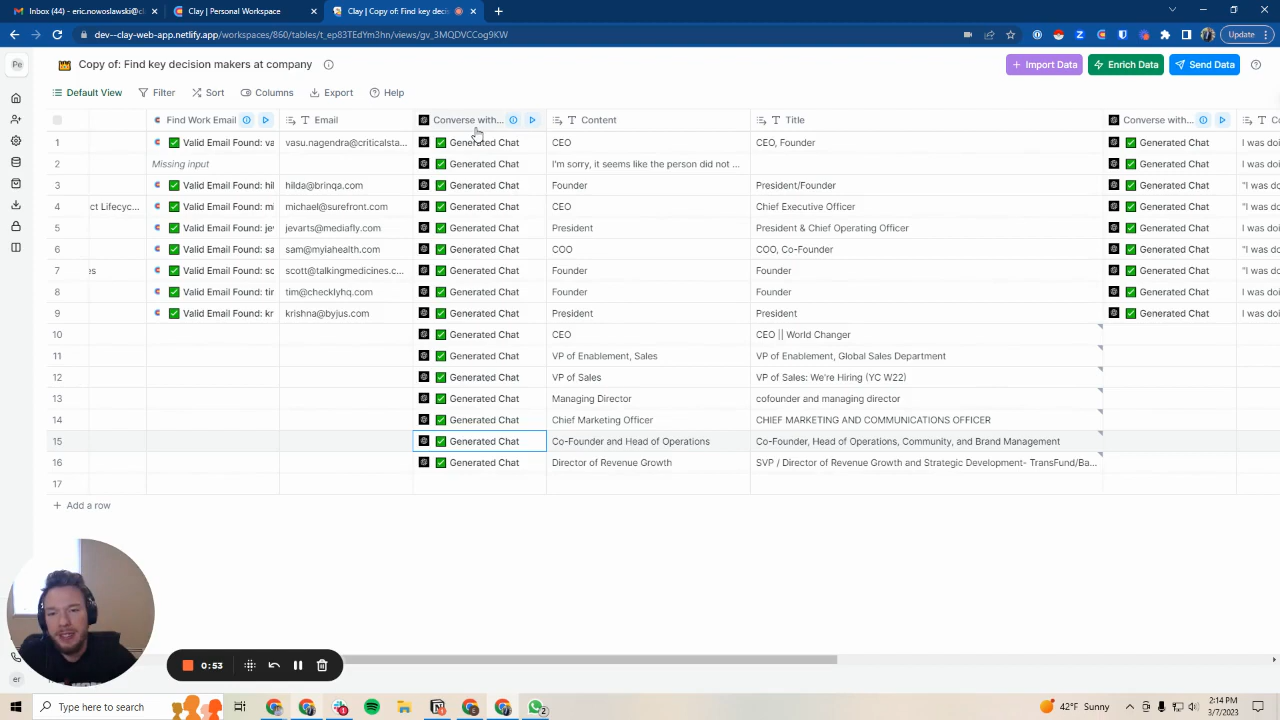 Inbox (44) - eric.nowoslawski@cl
Clay | Personal Workspace
Clay | Find key deci
dev--clay-web-app.netlify.app/workspaces/860/tables/t_ep83TEdYm3hn/views/gv_3MQDVCCog9KW
Update
Pe
Copy of: Find key decision makers at company
Import Data
Enrich Data
Send Data
Default View
Filter
Sort
Columns
Export
Help
Find Work Email
Email
Converse with...
Content
Title
Converse with...
1 Valid Email Found: va vasu.nagendra@criticalsta... Generated Chat CEO CEO, Founder Generated Chat I was doi
2 Missing input Generated Chat I'm sorry, it seems like the person did not ... Generated Chat I was doi
3 Valid Email Found: hil hilda@brinqa.com Generated Chat Founder President/Founder Generated Chat "I was do
4 ct Lifecyc... Valid Email Found: mi michael@surefront.com Generated Chat CEO Chief Executive Officer Generated Chat "I was do
5 Valid Email Found: je jevarts@mediafly.com Generated Chat President President & Chief Operating Officer Generated Chat I was doi
6 Valid Email Found: sa sam@myiahealth.com Generated Chat COO COO, Co-Founder Generated Chat "I was do
7 es Valid Email Found: sc scott@talkingmedicines.c... Generated Chat Founder Founder Generated Chat "I was do
8 Valid Email Found: tir tim@checklyhq.com Generated Chat Founder Founder Generated Chat "I was do
9 Valid Email Found: kr krishna@byjus.com Generated Chat President President Generated Chat I was doi
10 Generated Chat CEO CEO || World Changer
11 Generated Chat VP of Enablement, Sales VP of Enablement, Global Sales Department
12 Generated Chat VP of Sales VP of Sales: We're Hiring (YC W22)
13 Generated Chat Managing Director cofounder and managing director
14 Generated Chat Chief Marketing Officer CHIEF MARKETING AND COMMUNICATIONS OFFICER
15 Generated Chat Co-Founder and Head of Operations Co-Founder, Head of Operations, Community, and Brand Management
16 Generated Chat Director of Revenue Growth SVP / Director of Revenue Growth and Strategic Development- TransFund/Ba...
17
+ Add a row
0:53
er
Type here to search
42°F Sunny
2:14 PM
3/7/2023